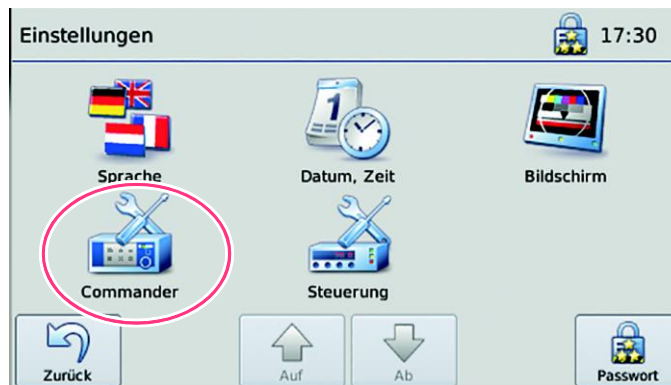 Einstellungen
17:30
Sprache
Datum, Zeit
Bildschirm
Commander
Steuerung
Zurück
Auf
Ab
Passwort